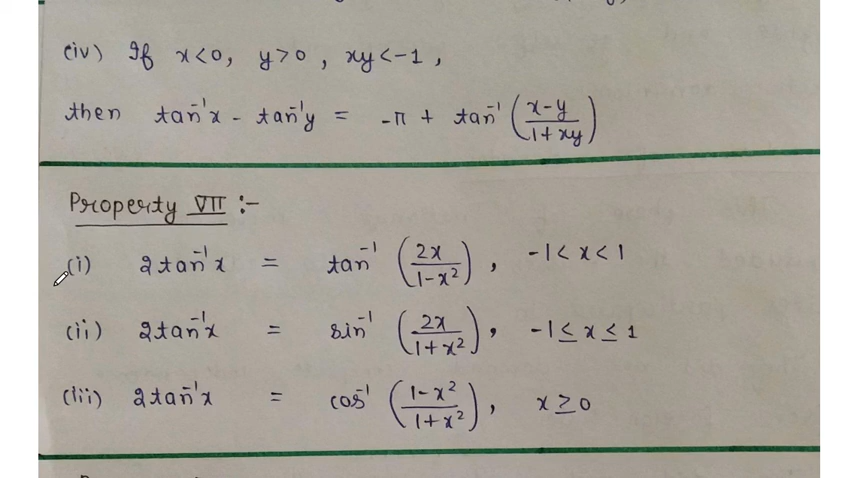 (iv) If x<0, y>0, xy<-1,
then tan⁻¹x - tan⁻¹y = -π + tan⁻¹ ((x-y)/(1+xy))
Property VII :-
(i) 2tan⁻¹x = tan⁻¹ (2x/(1-x²)), -1<x<1
(ii) 2tan⁻¹x = sin⁻¹ (2x/(1+x²)), -1≤x≤1
(iii) 2tan⁻¹x = cos⁻¹ ((1-x²)/(1+x²)), x≥0